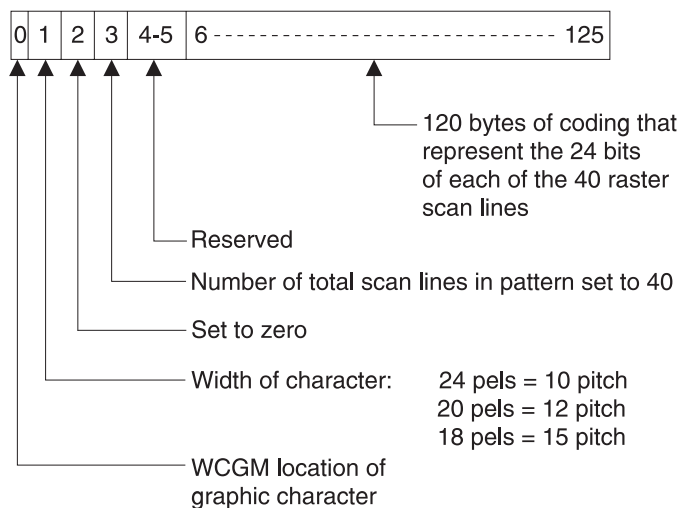 0 1 2 3 4-5 6 ------------------------------------ 125
120 bytes of coding that
represent the 24 bits
of each of the 40 raster
scan lines
Reserved
Number of total scan lines in pattern set to 40
Set to zero
Width of character: 24 pels = 10 pitch
20 pels = 12 pitch
18 pels = 15 pitch
WCGM location of
graphic character